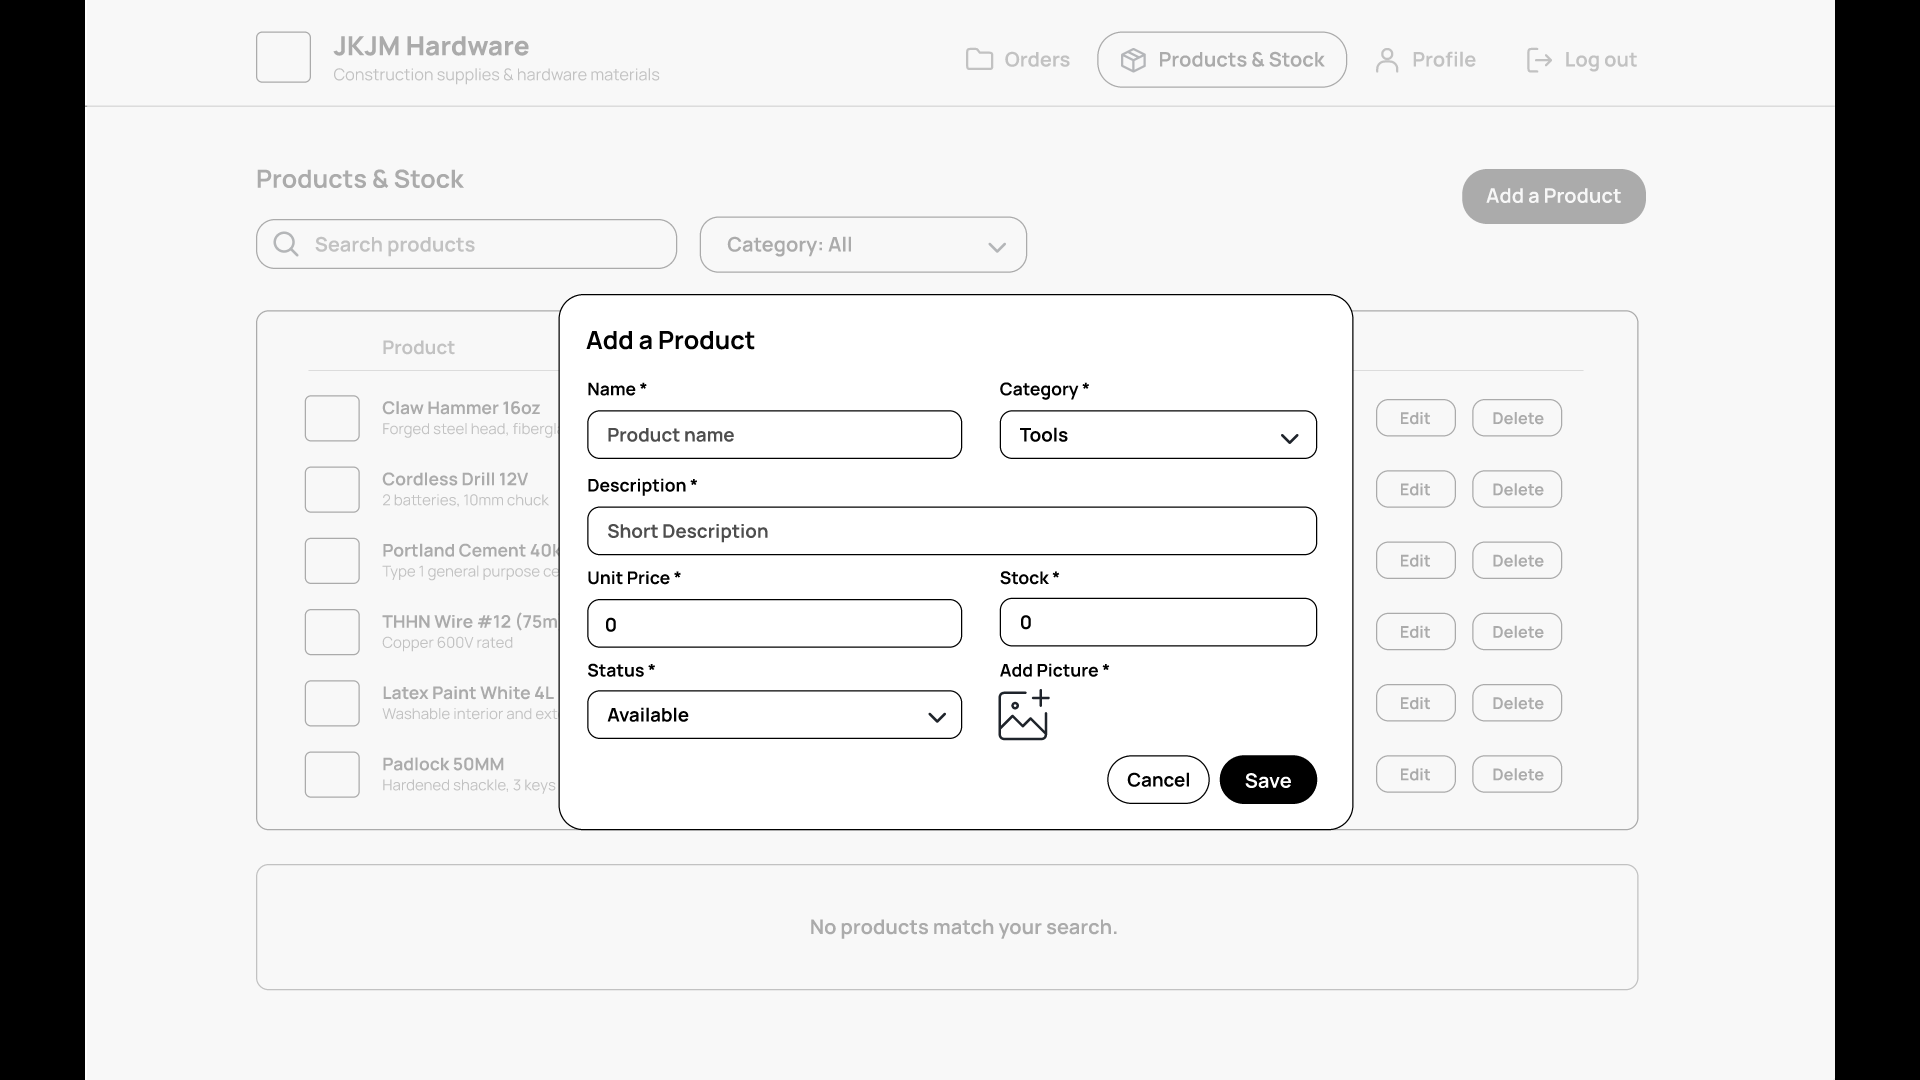 JKJM Hardware
Construction supplies & hardware materials
Orders
Products & Stock
Profile
Log out
Products & Stock
Add a Product
Search products
Category: All
Product
Claw Hammer 16oz
Forged steel head,
Edit
Delete
Cordless Drill 12V
2 batteries, 10mm chuck
Edit
Delete
Portland Cement
Type 1 general purpose
Edit
Delete
THHN Wire #12
Copper 600V rated
Edit
Delete
Latex Paint White 4L
Washable interior and
Edit
Delete
Padlock 50MM
Hardened shackle, 3 keys
Edit
Delete
Add a Product
Name *
Product name
Category *
Tools
Description *
Short Description
Unit Price *
0
Stock *
0
Status *
Available
Add Picture *
Cancel
Save
No products match your search.